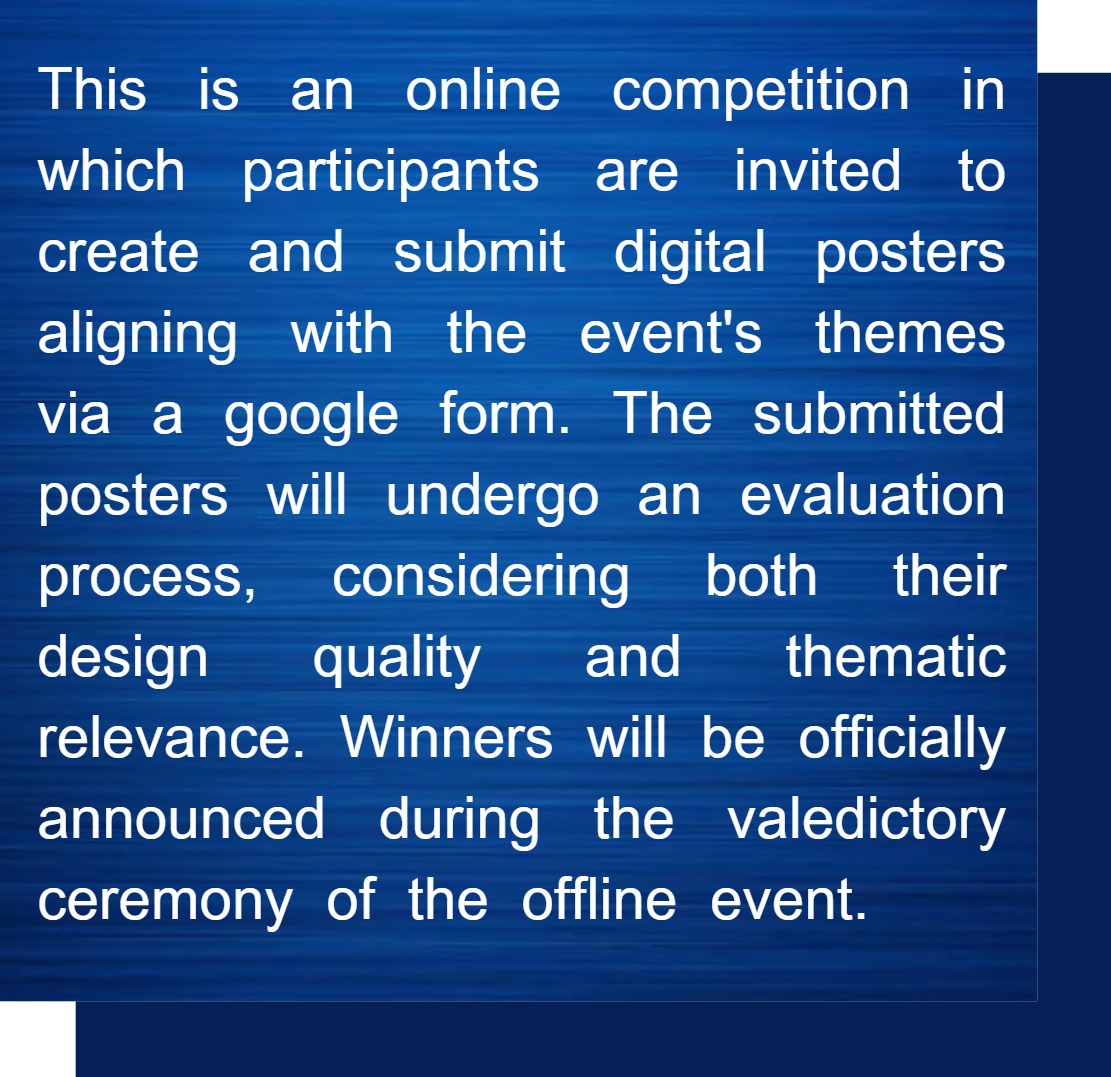 This is an online competition in
which participants are invited to
create and submit digital posters
aligning with the event's themes
via a google form. The submitted
posters will undergo an evaluation
process, considering both their
design quality and thematic
relevance. Winners will be officially
announced during the valedictory
ceremony of the offline event.